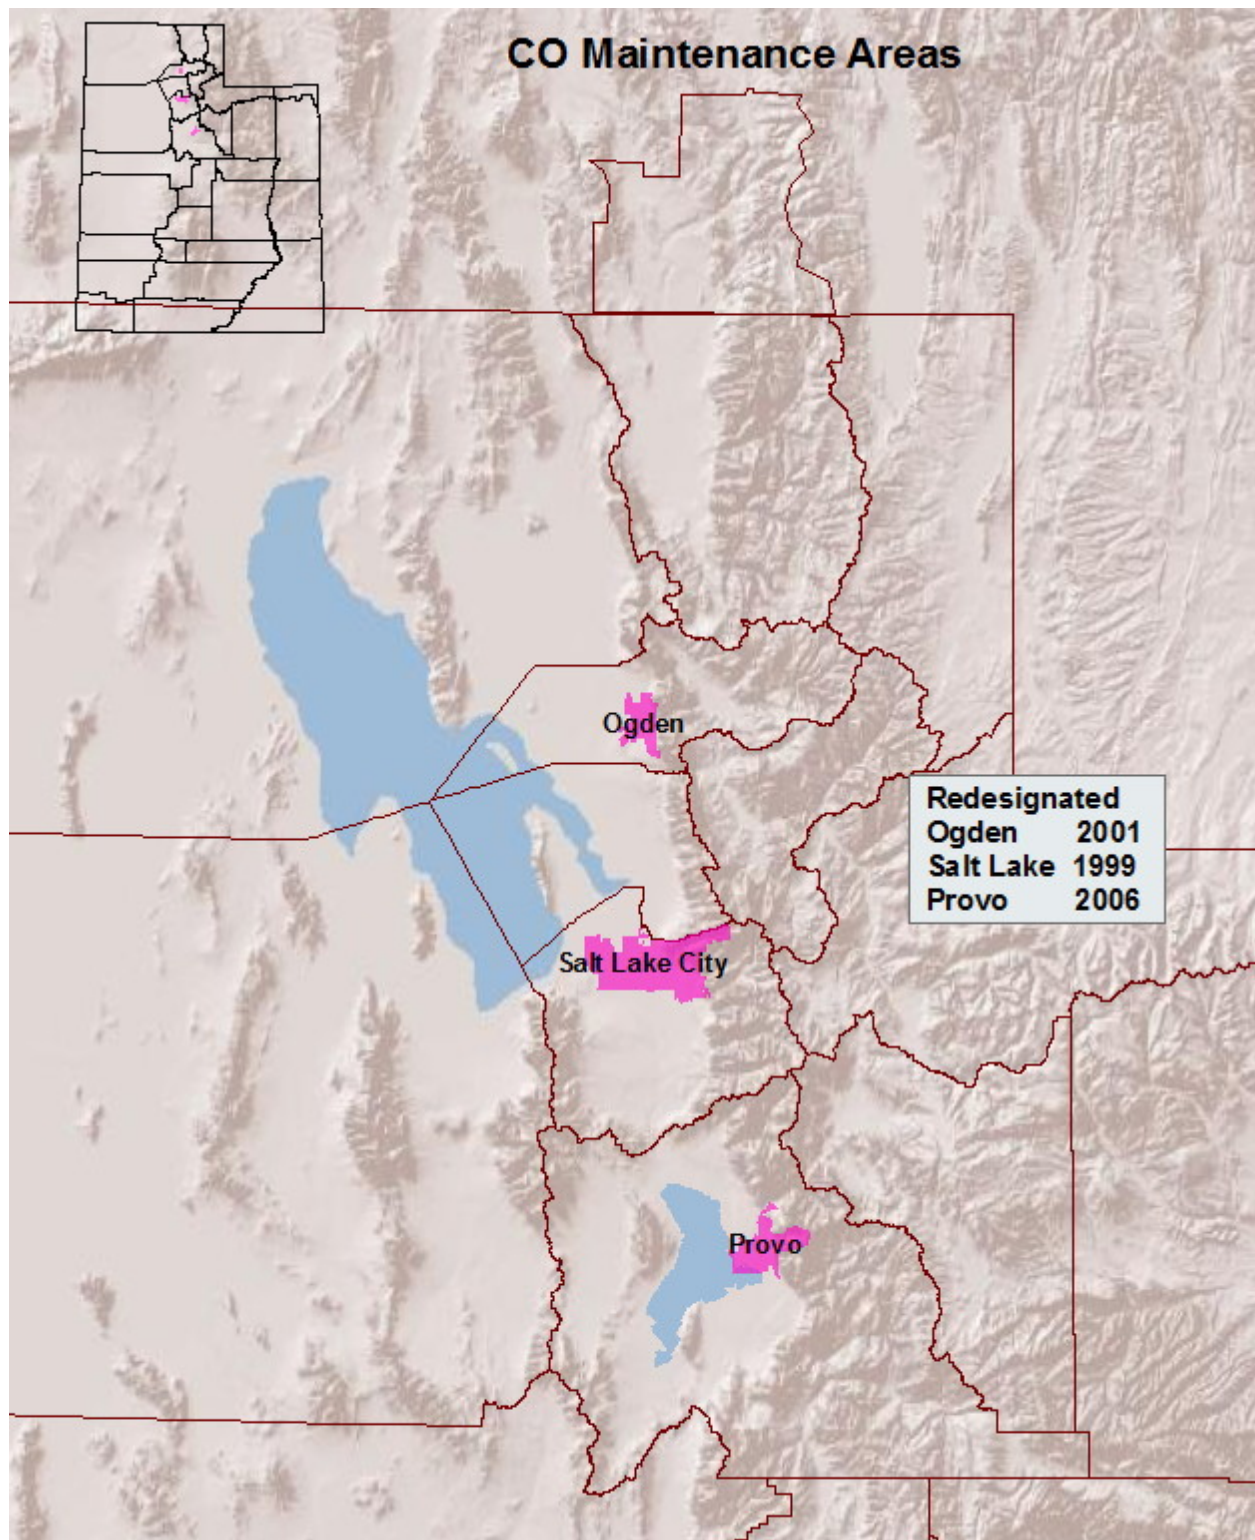 CO Maintenance Areas
Ogden
Redesignated
Ogden 2001
Salt Lake 1999
Provo 2006
Salt Lake City
Provo